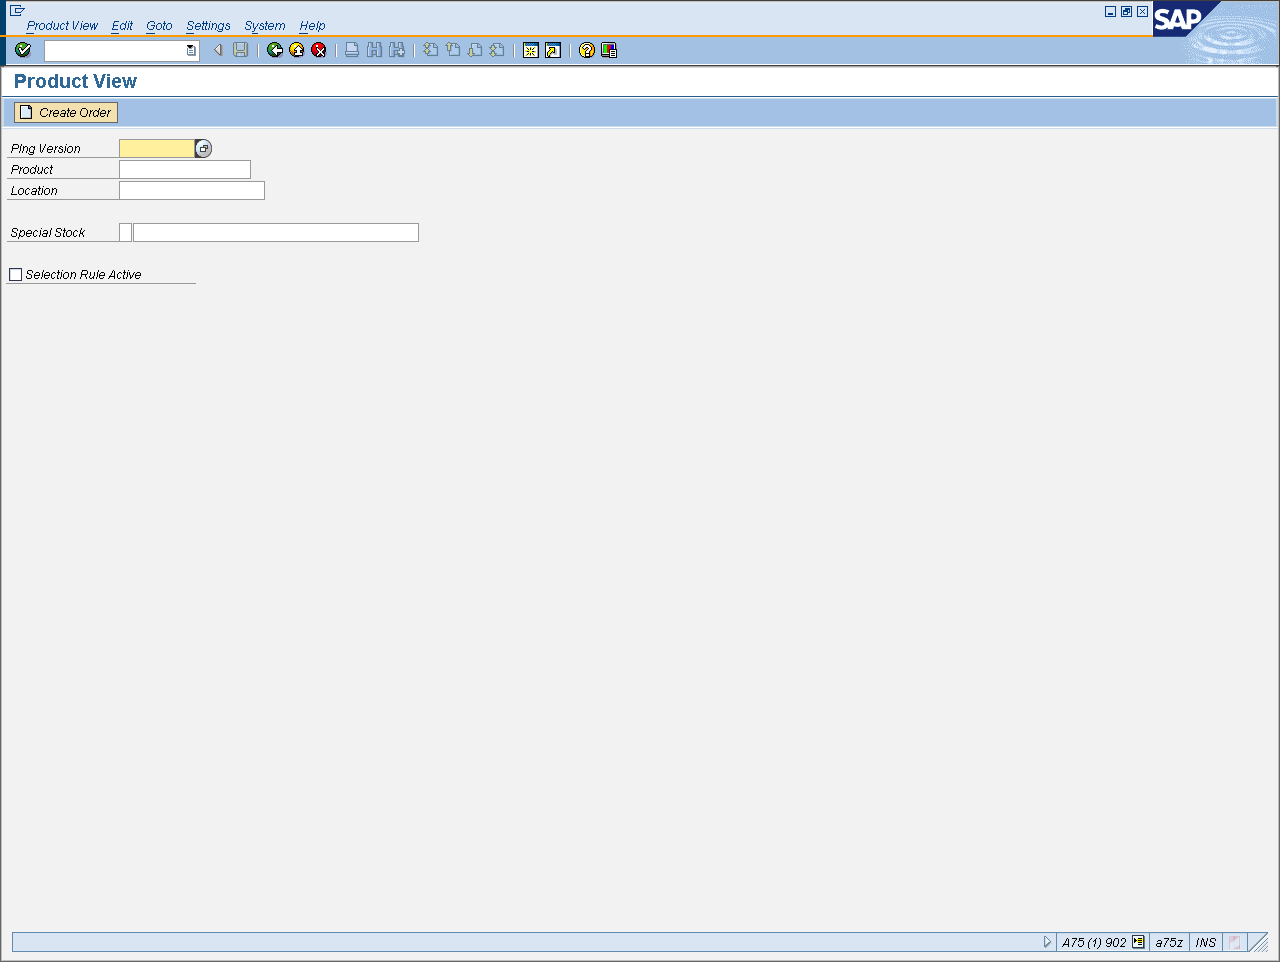 Product View Edit Goto Settings System Help
SAP
Product View
Create Order
Plng Version
Product
Location
Special Stock
Selection Rule Active
A75 (1) 902 a75z INS